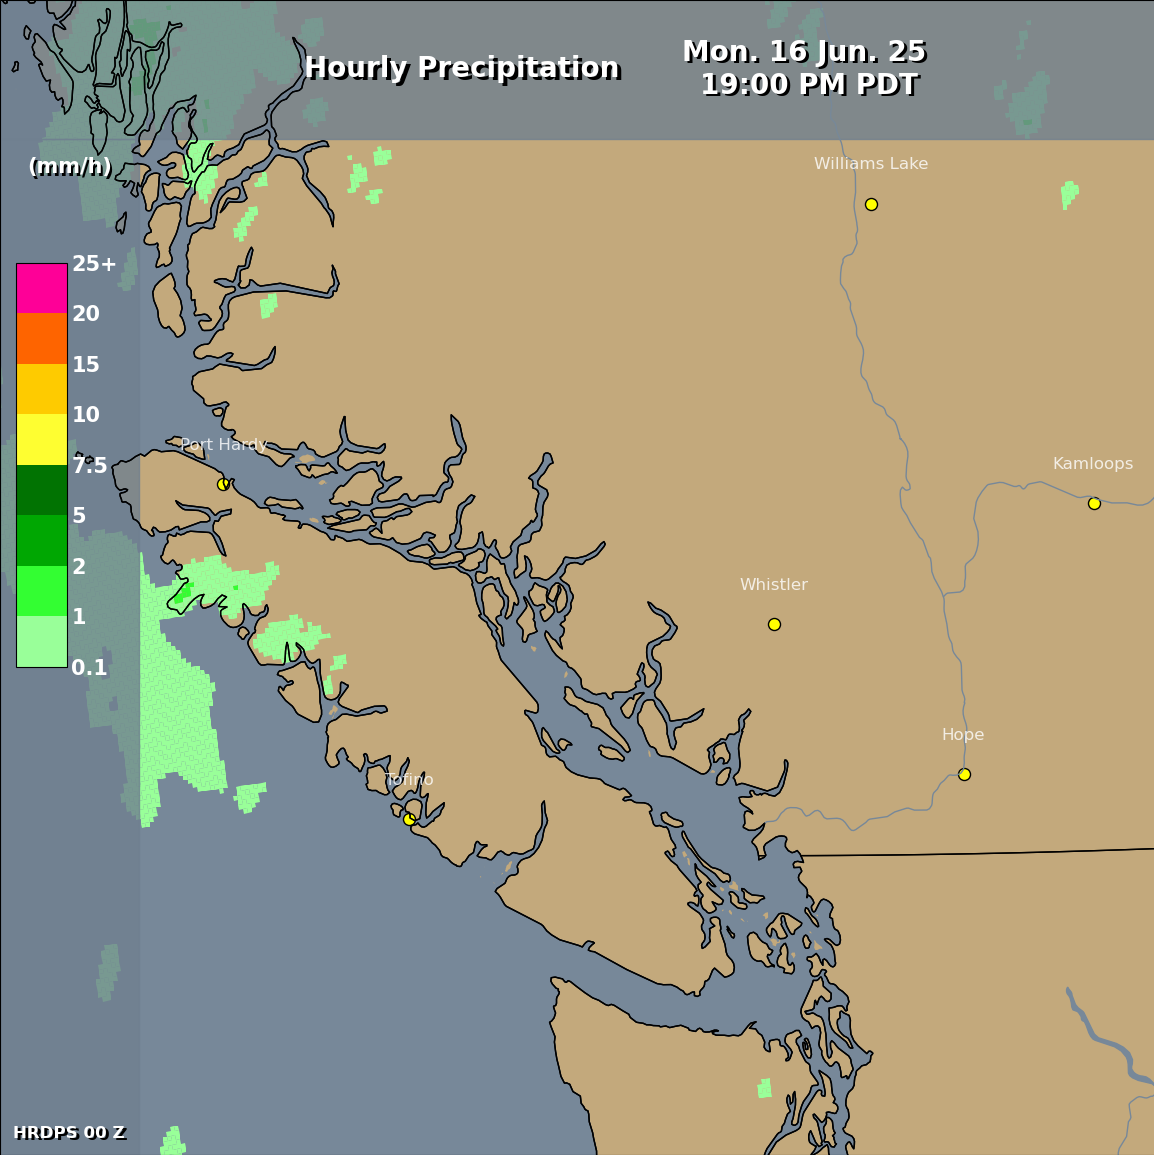 Hourly Precipitation
Mon. 16 Jun. 25
19:00 PM PDT
(mm/h)
Williams Lake
25+
20
15
10
7.5
5
2
1
0.1
Port Hardy
Kamloops
Whistler
Hope
Tofino
HRDPS 00 Z